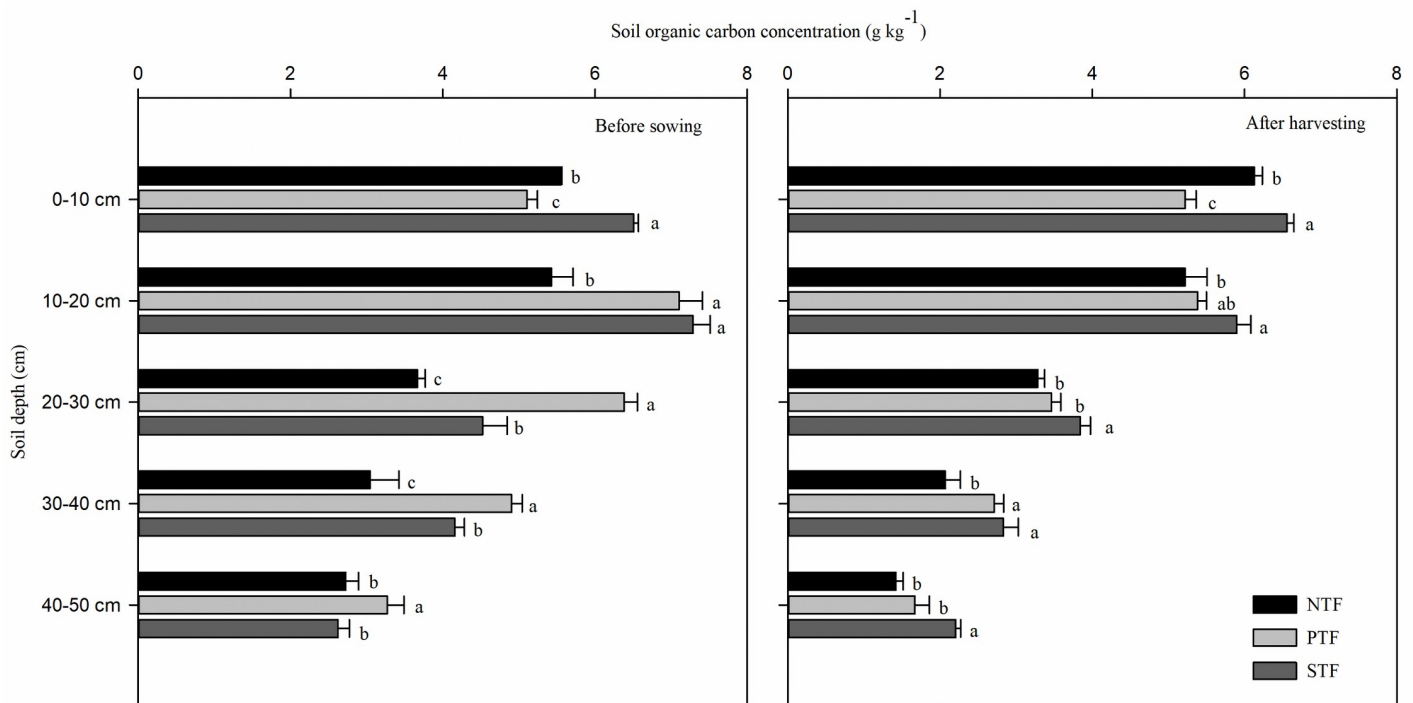 Soil organic carbon concentration (g kg-1)
0 2 4 6 8
0 2 4 6 8
Before sowing
After harvesting
Soil depth (cm)
0-10 cm
b
c
a
b
c
a
10-20 cm
b
a
a
b
ab
a
20-30 cm
c
a
b
b
b
a
30-40 cm
c
a
b
b
a
a
40-50 cm
b
a
b
b
b
a
NTF
PTF
STF